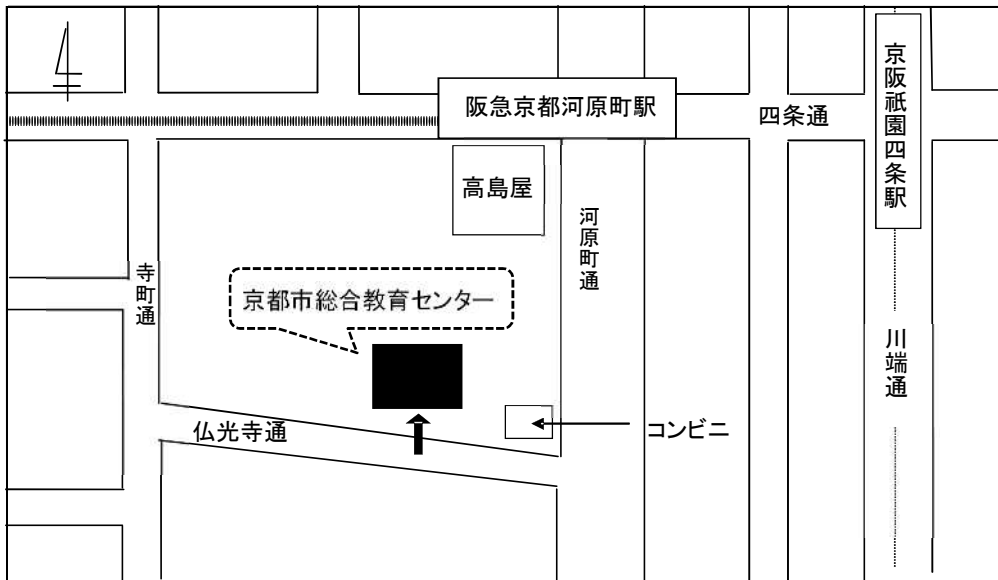 阪急京都河原町駅
四条通
京阪祇園四条駅
高島屋
河原町通
寺町通
京都市総合教育センター
川端通
仏光寺通
コンビニ